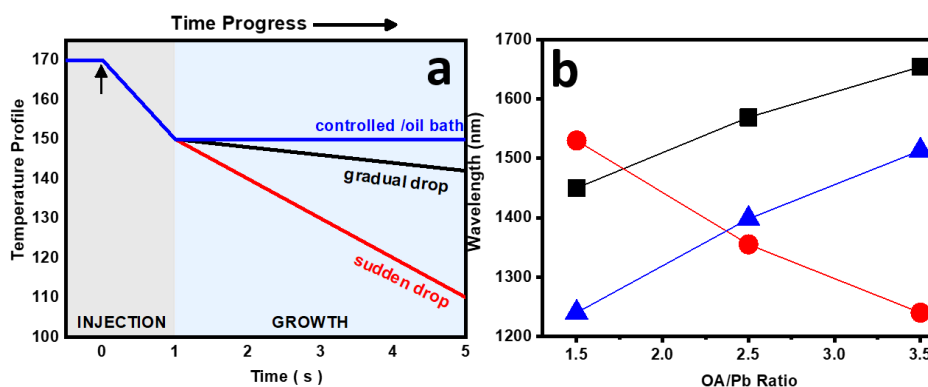 Time Progress
a
170
160
150
140
130
120
110
100
Temperature Profile
controlled /oil bath
gradual drop
sudden drop
INJECTION
GROWTH
0
1
2
3
4
5
Time ( s )
b
1700
1600
1500
1400
1300
1200
Wavelength (nm)
1.5
2.0
2.5
3.0
3.5
OA/Pb Ratio